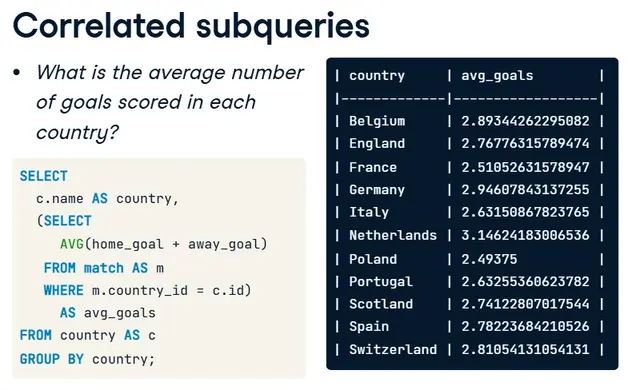 Correlated subqueries
• What is the average number
of goals scored in each
country?
SELECT
c.name AS country,
(SELECT
AVG(home_goal + away_goal)
FROM match AS m
WHERE m.country_id = c.id)
AS avg_goals
FROM country AS c
GROUP BY country;
| country | avg_goals |
|-------------|------------------|
| Belgium | 2.89344262295082 |
| England | 2.76776315789474 |
| France | 2.51052631578947 |
| Germany | 2.94607843137255 |
| Italy | 2.63150867823765 |
| Netherlands | 3.14624183006536 |
| Poland | 2.49375 |
| Portugal | 2.63255360623782 |
| Scotland | 2.74122807017544 |
| Spain | 2.78223684210526 |
| Switzerland | 2.81054131054131 |